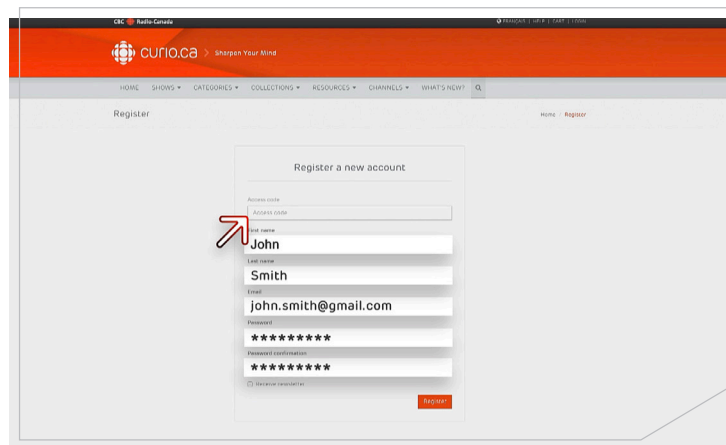 CBC Radio-Canada
FRANÇAIS | HELP | CART | LOGIN
curio.ca > Sharpen Your Mind
HOME SHOWS CATEGORIES COLLECTIONS RESOURCES CHANNELS WHAT'S NEW?
Register
Home / Register
Register a new account
Access code
Access code
First name
John
Last name
Smith
Email
john.smith@gmail.com
Password
*********
Password confirmation
*********
Receive newsletter
Register